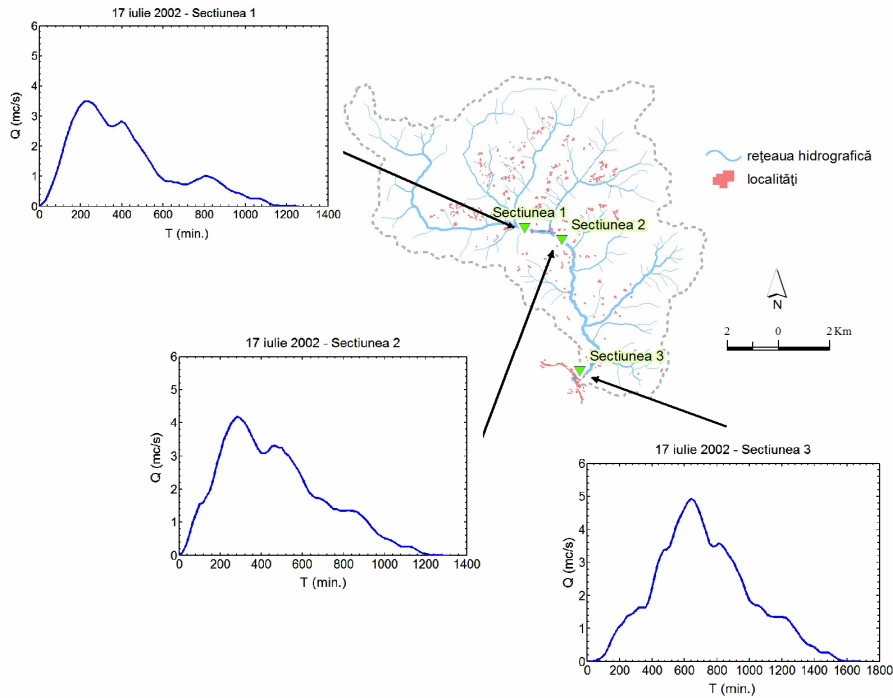 17 iulie 2002 - Sectiunea 1
Q (mc/s)
6
5
4
3
2
1
0
0 200 400 600 800 1000 1200 1400
T (min.)
reţeaua hidrografică
localităţi
Sectiunea 1
Sectiunea 2
Sectiunea 3
N
2 0 2 Km
17 iulie 2002 - Sectiunea 2
Q (mc/s)
6
5
4
3
2
1
0
0 200 400 600 800 1000 1200 1400
T (min.)
17 iulie 2002 - Sectiunea 3
Q (mc/s)
6
5
4
3
2
1
0
0 200 400 600 800 1000 1200 1400 1600 1800
T (min.)